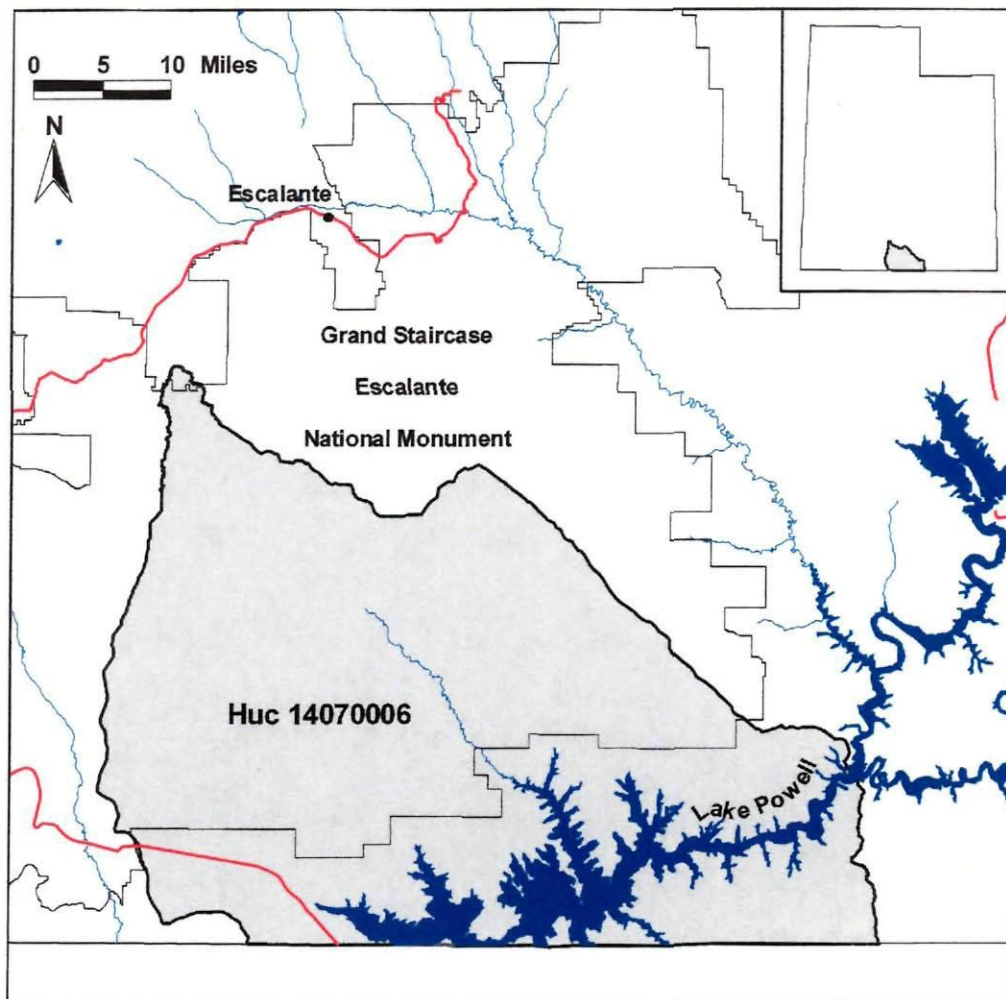 0 5 10 Miles
N
Escalante
Grand Staircase
Escalante
National Monument
Huc 14070006
Lake Powell